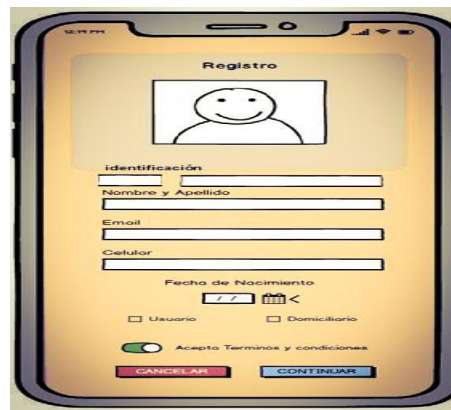 12:19 PM
Registro
identificación
Nombre y Apellido
Email
Celular
Fecha de Nacimiento
/ /
<
Usuario Domiciliario
Acepto Terminos y condiciones
CANCELAR CONTINUAR